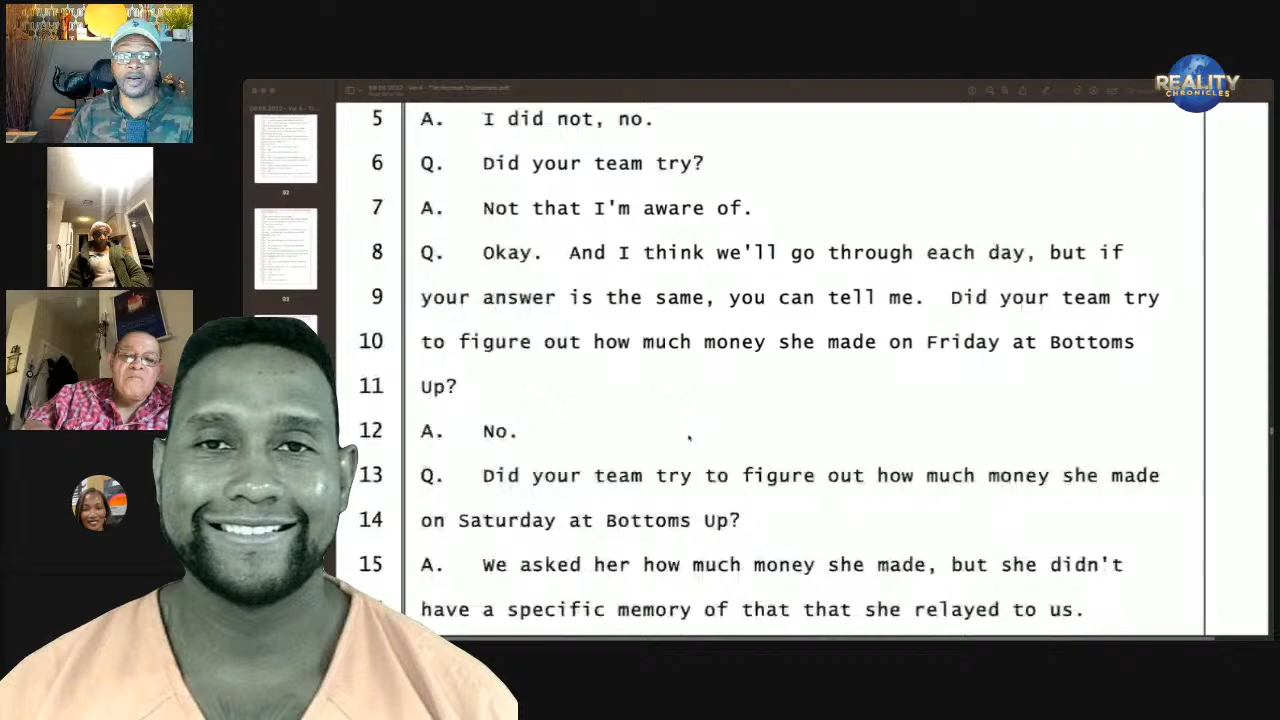 REALITY
CHRONICLES
5 A. I did not, no.
6 Q. Did your team try?
7 A. Not that I'm aware of.
8 Q. Okay. And I think we'll go through each day, but if
9 your answer is the same, you can tell me. Did your team try
10 to figure out how much money she made on Friday at Bottoms
11 Up?
12 A. No.
13 Q. Did your team try to figure out how much money she made
14 on Saturday at Bottoms Up?
15 A. We asked her how much money she made, but she didn't
have a specific memory of that that she relayed to us.
92
93